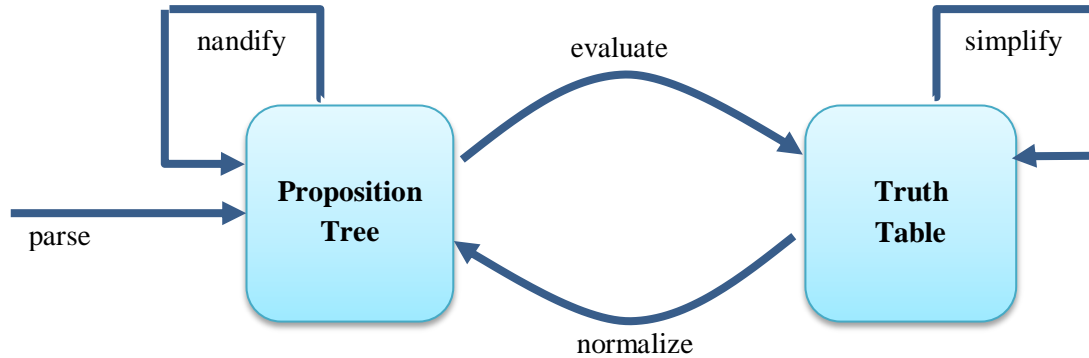 nandify
evaluate
simplify
parse
Proposition
Tree
Truth
Table
normalize